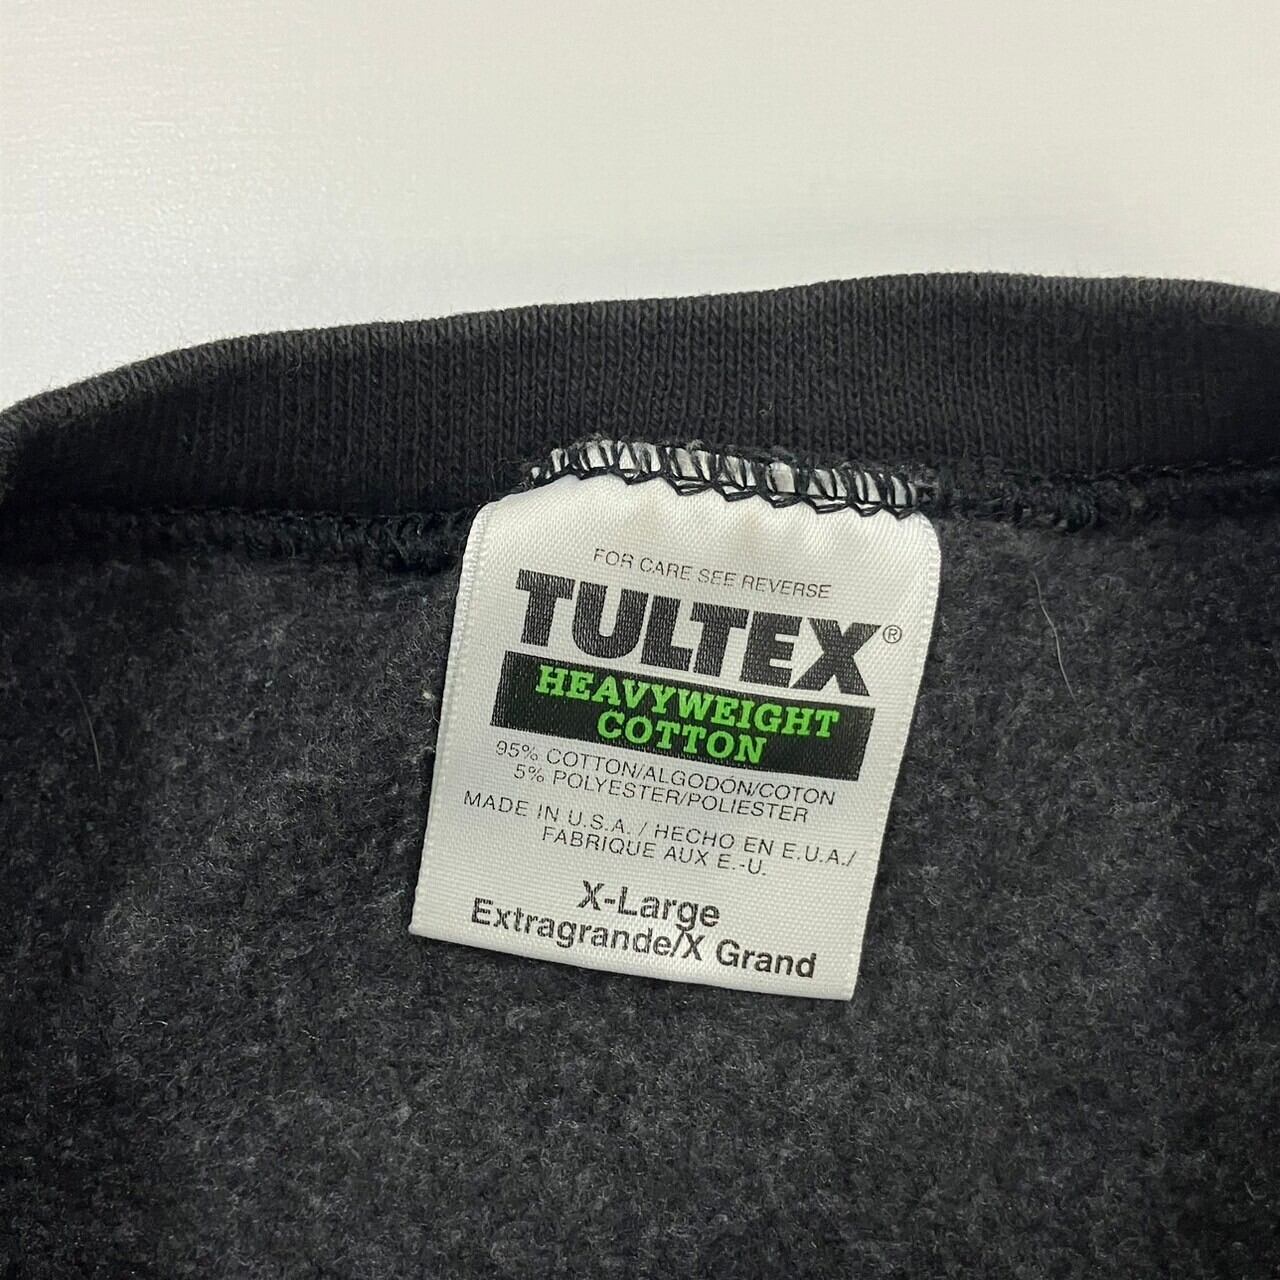 FOR CARE SEE REVERSE
TULTEX®
HEAVYWEIGHT
COTTON
95% COTTON/ALGODÓN/COTON
5% POLYESTER/POLIESTER
MADE IN U.S.A. / HECHO EN E.U.A./
FABRIQUE AUX E.-U.
X-Large
Extragrande/X Grand